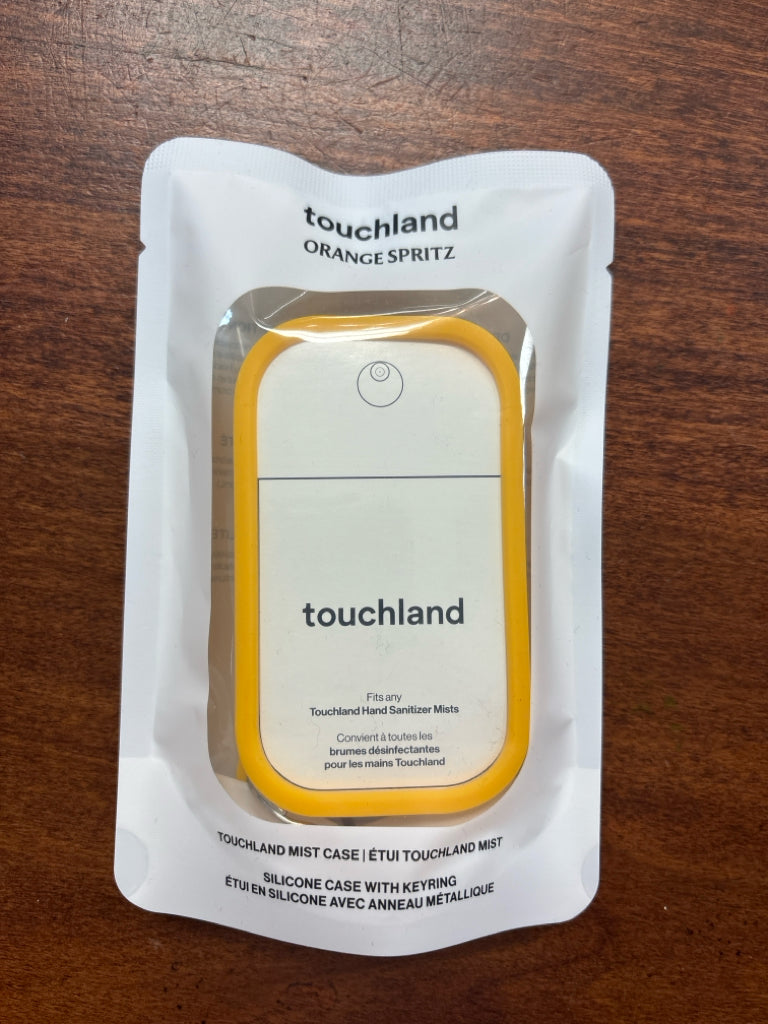 touchland
ORANGE SPRITZ
touchland
Fits any
Touchland Hand Sanitizer Mists
Convient à toutes les
brumes désinfectantes
pour les mains Touchland
TOUCHLAND MIST CASE | ÉTUI TOUCHLAND MIST
SILICONE CASE WITH KEYRING
ÉTUI EN SILICONE AVEC ANNEAU MÉTALLIQUE